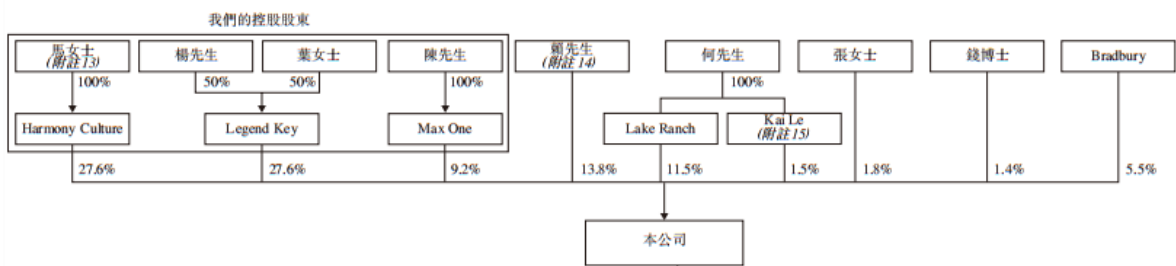 我們的控股股東
馬女士
(附註13)
楊先生
葉女士
陳先生
賴先生
(附註14)
何先生
張女士
錢博士
Bradbury
100%
50%
50%
100%
100%
Harmony Culture
Legend Key
Max One
Lake Ranch
Kai Le
(附註15)
27.6%
27.6%
9.2%
13.8%
11.5%
1.5%
1.8%
1.4%
5.5%
本公司